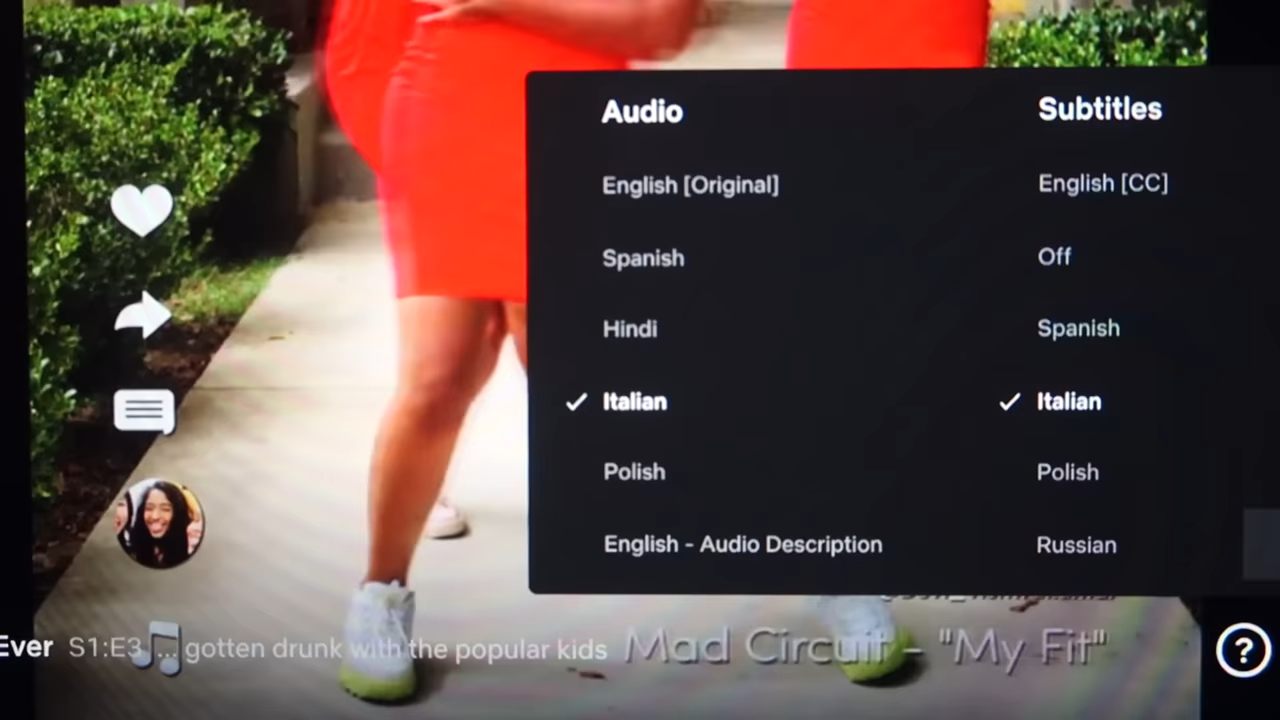 Audio
English [Original]
Spanish
Hindi
Italian
Polish
English - Audio Description
Subtitles
English [CC]
Off
Spanish
Italian
Polish
Russian
Ever S1:E3 ... gotten drunk with the popular kids
Mad Circuit - "My Fit"
?